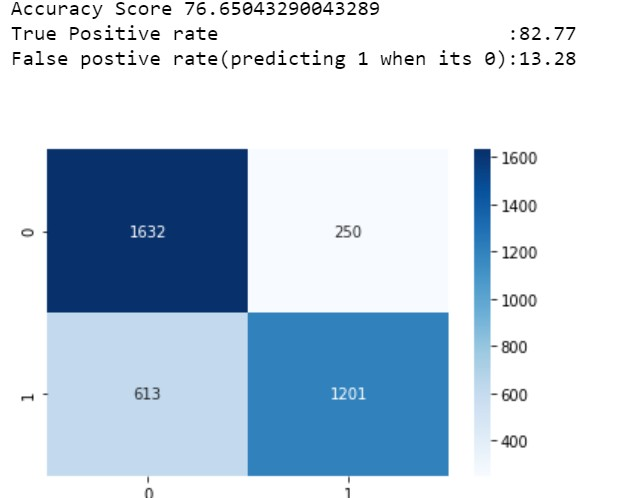 Accuracy Score 76.65043290043289
True Positive rate :82.77
False postive rate(predicting 1 when its 0):13.28
1600
0 1632 250
1400
1200
1000
800
1 613 1201
600
400
0 1